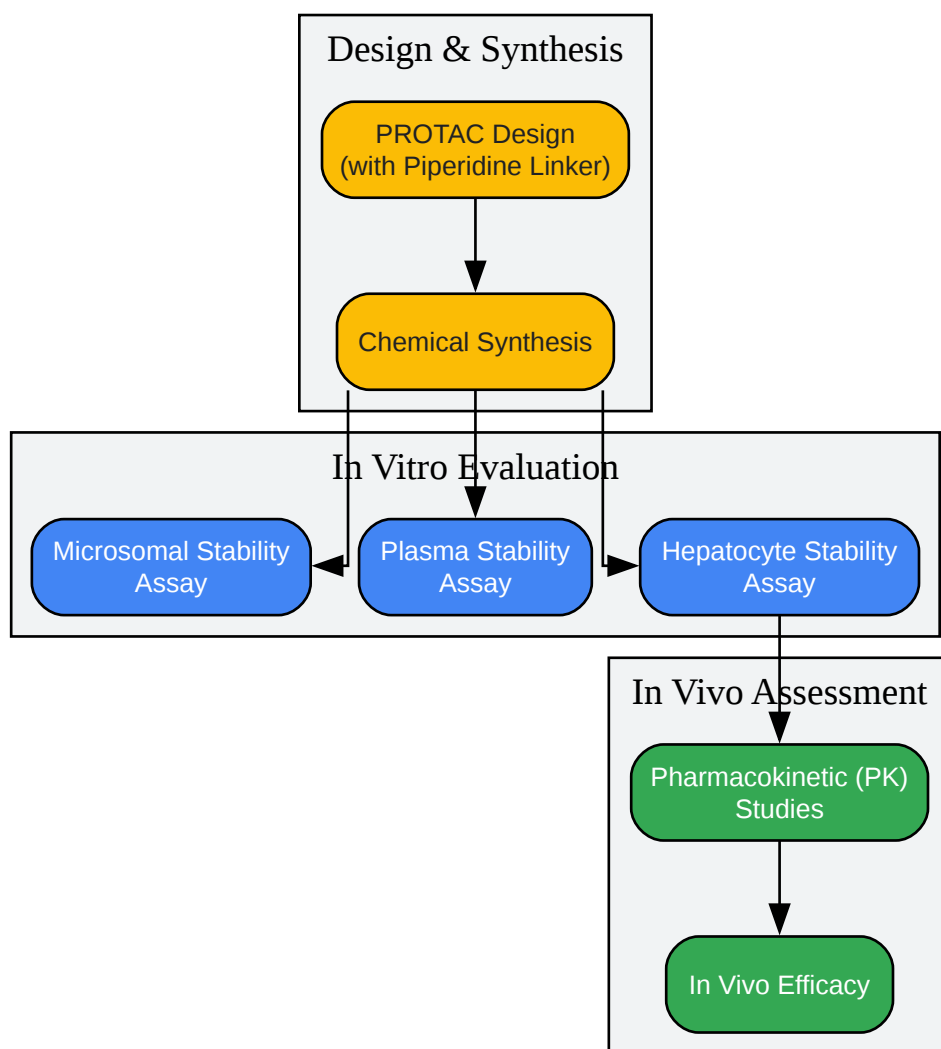 Design & Synthesis
PROTAC Design
(with Piperidine Linker)
Chemical Synthesis
In Vitro Evaluation
Microsomal Stability
Assay
Plasma Stability
Assay
Hepatocyte Stability
Assay
In Vivo Assessment
Pharmacokinetic (PK)
Studies
In Vivo Efficacy